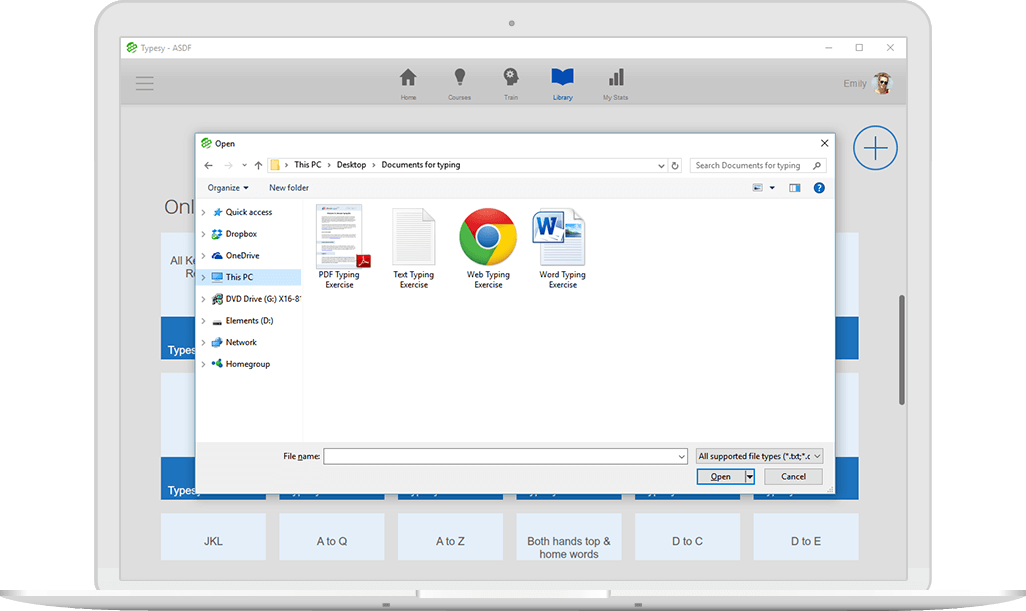 Typesy - ASDF
Home
Courses
Train
Library
My Stats
Emily
Open
This PC
Desktop
Documents for typing
Search Documents for typing
Organize
New folder
Quick access
Dropbox
OneDrive
This PC
DVD Drive (G:) X16-8
Elements (D:)
Network
Homegroup
PDF Typing
Exercise
Text Typing
Exercise
Web Typing
Exercise
Word Typing
Exercise
Onl
All Ke
Types
File name:
All supported file types (*.txt;*.c
Open
Cancel
JKL
A to Q
A to Z
Both hands top &
home words
D to C
D to E